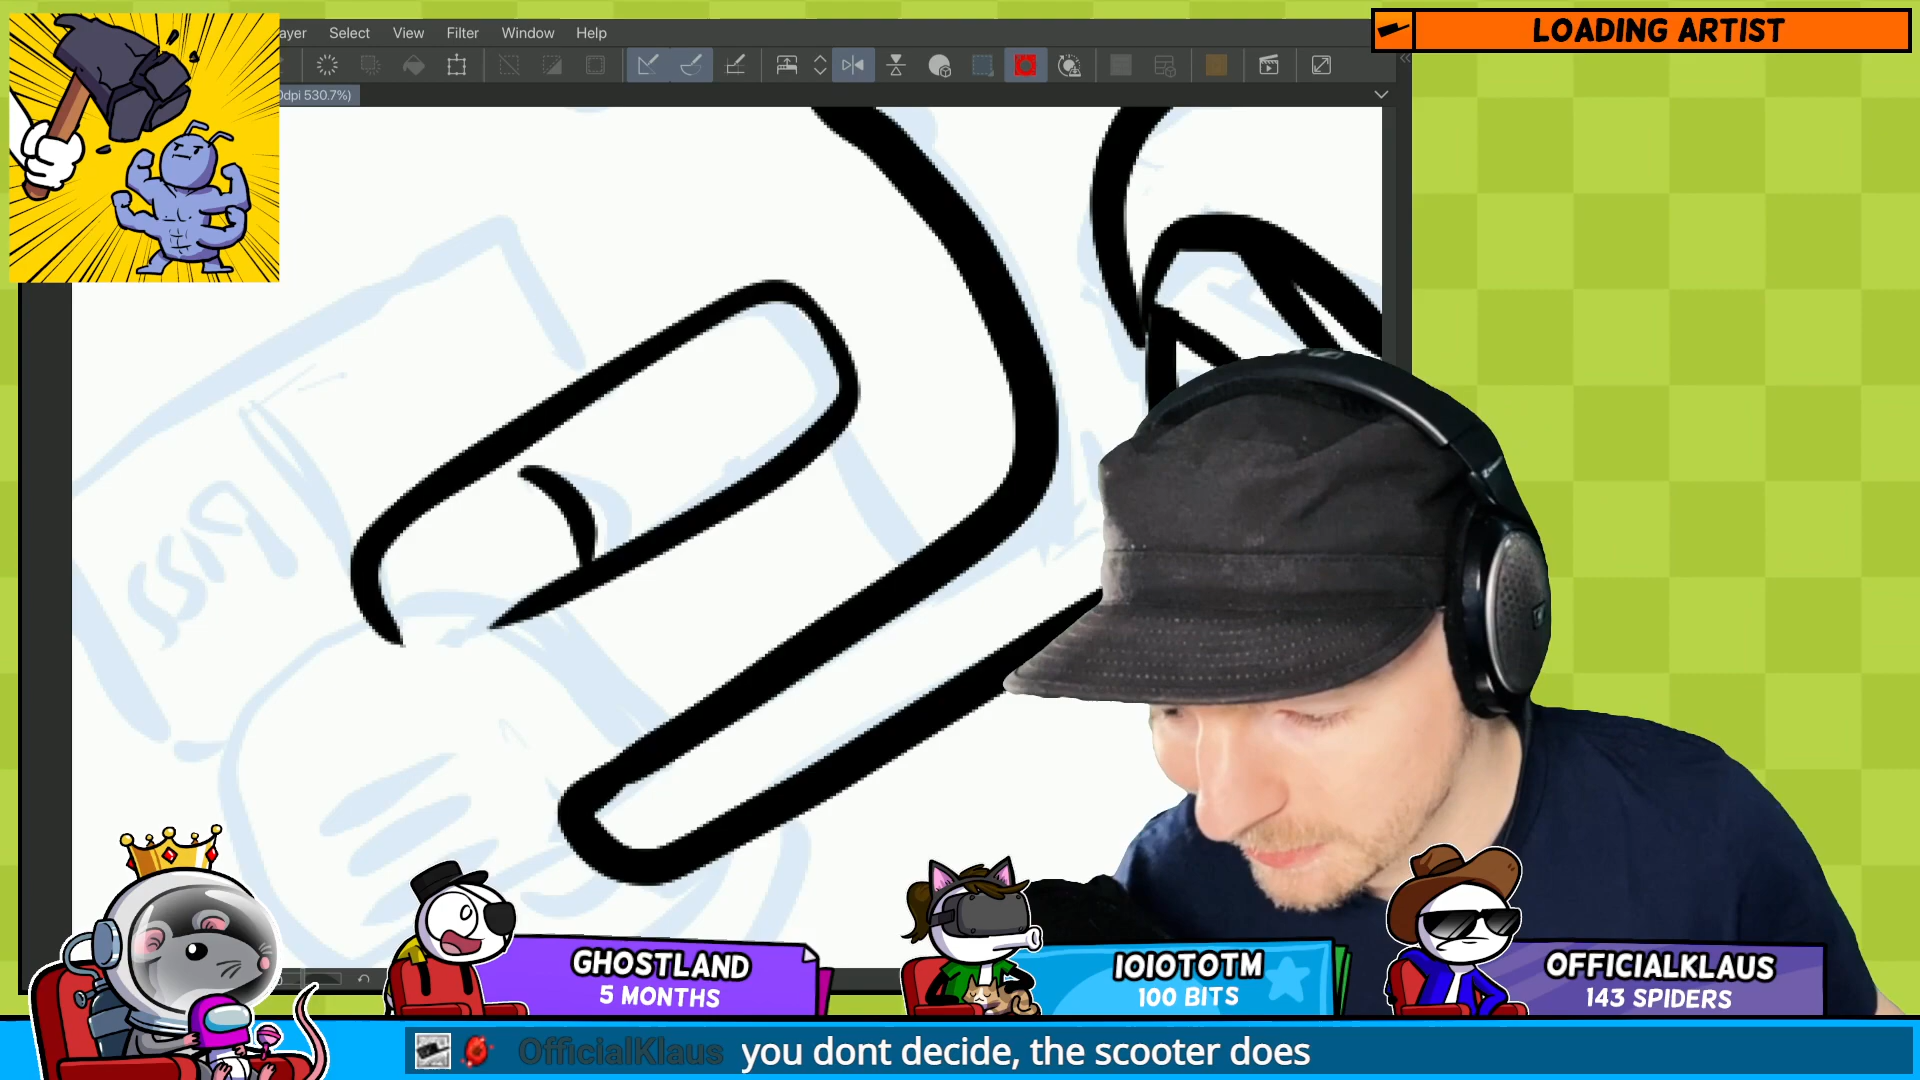 ayer Select View Filter Window Help
LOADING ARTIST
0dpi 530.7%)
GHOSTLAND
5 MONTHS
IOIOTOTM
100 BITS
OFFICIALKLAUS
143 SPIDERS
OfficialKlaus you dont decide, the scooter does